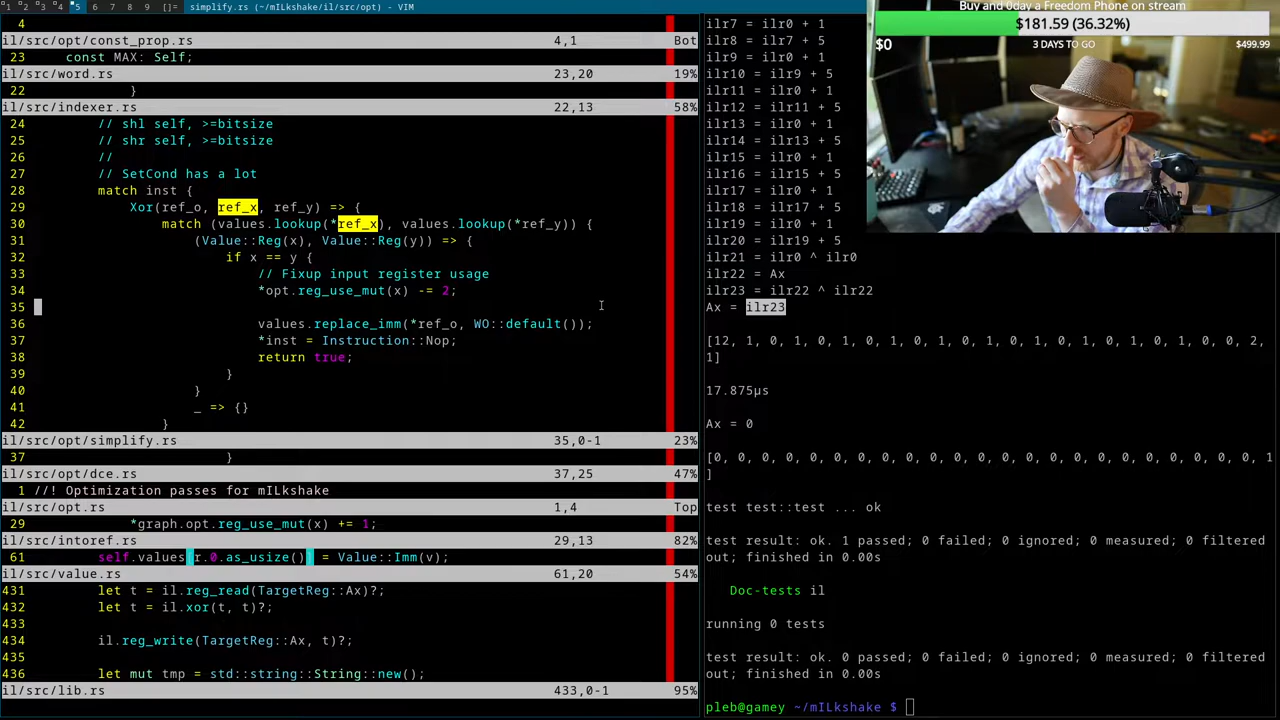 1 2 3 4 5 6 7 8 9 []= simplify.rs (~/mILkshake/il/src/opt) - VIM
4
il/src/opt/const_prop.rs 4,1 Bot
23 const MAX: Self;
il/src/word.rs 23,20 19%
22 }
il/src/indexer.rs 22,13 58%
24 // shl self, >=bitsize
25 // shr self, >=bitsize
26 //
27 // SetCond has a lot
28 match inst {
29 Xor(ref_o, ref_x, ref_y) => {
30 match (values.lookup(*ref_x), values.lookup(*ref_y)) {
31 (Value::Reg(x), Value::Reg(y)) => {
32 if x == y {
33 // Fixup input register usage
34 *opt.reg_use_mut(x) -= 2;
35
36 values.replace_imm(*ref_o, WO::default());
37 *inst = Instruction::Nop;
38 return true;
39 }
40 }
41 _ => {}
42 }
il/src/opt/simplify.rs 35,0-1 23%
37 }
il/src/opt/dce.rs 37,25 47%
1 //! Optimization passes for mILkshake
il/src/opt.rs 1,4 Top
29 *graph.opt.reg_use_mut(x) += 1;
il/src/intoref.rs 29,13 82%
61 self.values[r.0.as_usize()] = Value::Imm(v);
il/src/value.rs 61,20 54%
431 let t = il.reg_read(TargetReg::Ax)?;
432 let t = il.xor(t, t)?;
433
434 il.reg_write(TargetReg::Ax, t)?;
435
436 let mut tmp = std::string::String::new();
il/src/lib.rs 433,0-1 95%
ilr7 = ilr0 + 1
ilr8 = ilr7 + 5
ilr9 = ilr0 + 1
ilr10 = ilr9 + 5
ilr11 = ilr0 + 1
ilr12 = ilr11 + 5
ilr13 = ilr0 + 1
ilr14 = ilr13 + 5
ilr15 = ilr0 + 1
ilr16 = ilr15 + 5
ilr17 = ilr0 + 1
ilr18 = ilr17 + 5
ilr19 = ilr0 + 1
ilr20 = ilr19 + 5
ilr21 = ilr0 ^ ilr0
ilr22 = Ax
ilr23 = ilr22 ^ ilr22
Ax = ilr23
[12, 1, 0, 1, 0, 1, 0, 1, 0, 1, 0, 1, 0, 1, 0, 1, 0, 1, 0, 1, 0, 0, 2,
1]
17.875µs
Ax = 0
[0, 0, 0, 0, 0, 0, 0, 0, 0, 0, 0, 0, 0, 0, 0, 0, 0, 0, 0, 0, 0, 0, 0, 1
]
test test::test ... ok
test result: ok. 1 passed; 0 failed; 0 ignored; 0 measured; 0 filtered
out; finished in 0.00s
Doc-tests il
running 0 tests
test result: ok. 0 passed; 0 failed; 0 ignored; 0 measured; 0 filtered
out; finished in 0.00s
pleb@gamey ~/mILkshake $
Buy and 0day a Freedom Phone on stream
$181.59 (36.32%)
$0 3 DAYS TO GO $499.99